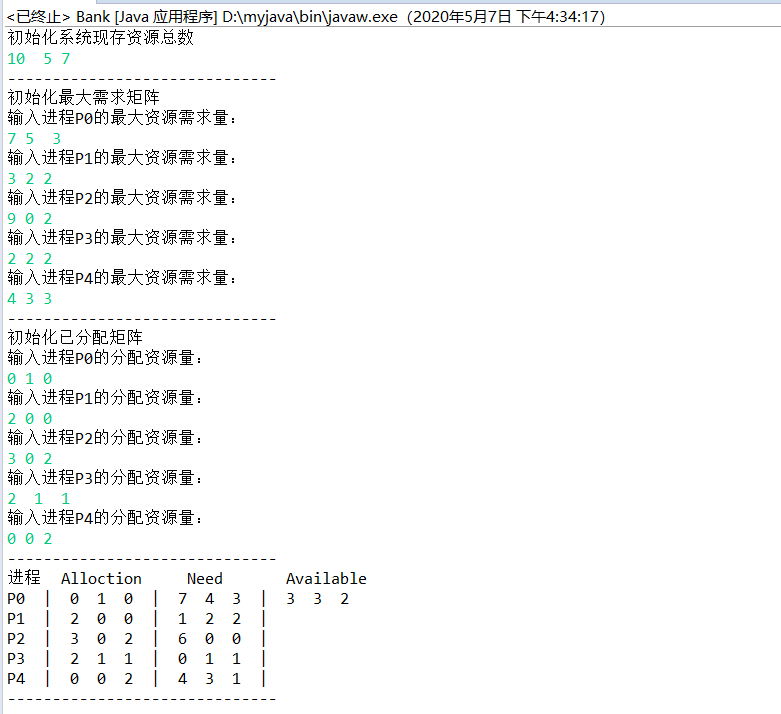 <已终止> Bank [Java 应用程序] D:\myjava\bin\javaw.exe（2020年5月7日 下午4:34:17）
初始化系统现存资源总数
10  5 7
------------------------------
初始化最大需求矩阵
输入进程P0的最大资源需求量：
7 5  3
输入进程P1的最大资源需求量：
3 2 2
输入进程P2的最大资源需求量：
9 0 2
输入进程P3的最大资源需求量：
2 2 2
输入进程P4的最大资源需求量：
4 3 3
------------------------------
初始化已分配矩阵
输入进程P0的分配资源量：
0 1 0
输入进程P1的分配资源量：
2 0 0
输入进程P2的分配资源量：
3 0 2
输入进程P3的分配资源量：
2  1  1
输入进程P4的分配资源量：
0 0 2
------------------------------
进程  Alloction     Need       Available
P0  |  0  1  0  |  7  4  3  |  3  3  2
P1  |  2  0  0  |  1  2  2  |
P2  |  3  0  2  |  6  0  0  |
P3  |  2  1  1  |  0  1  1  |
P4  |  0  0  2  |  4  3  1  |
------------------------------